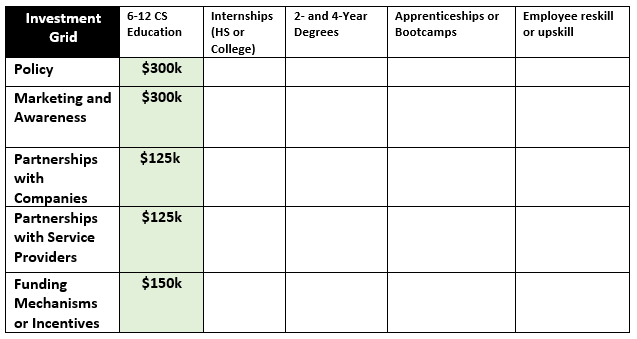 Investment
Grid
6-12 CS
Education
Internships
(HS or
College)
2- and 4-Year
Degrees
Apprenticeships or
Bootcamps
Employee reskill
or upskill
Policy
$300k
Marketing and
Awareness
$300k
Partnerships
with
Companies
$125k
Partnerships
with Service
Providers
$125k
Funding
Mechanisms
or Incentives
$150k